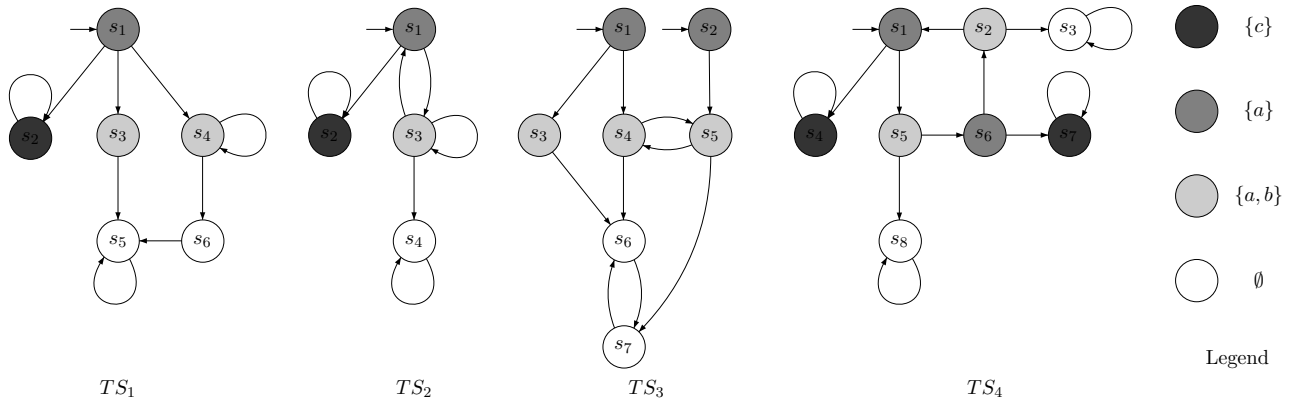 s1 s1 s1 s2 s1 s2 s3 {c}
s2 s3 s4 s2 s3 s3 s4 s5 s4 s5 s6 s7 {a}
{a, b}
s5 s6 s4 s6 s8 ∅
s7 Legend
TS1 TS2 TS3 TS4